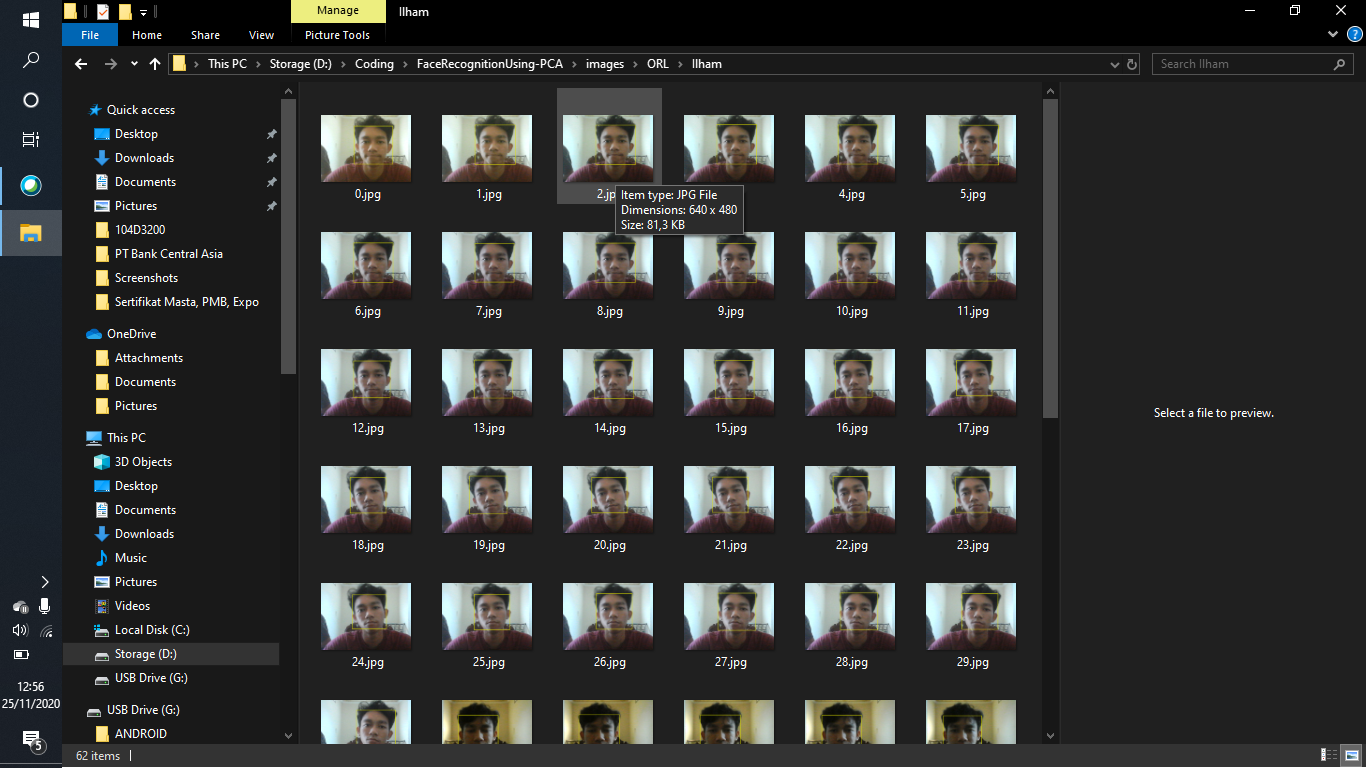 Manage
Ilham
File
Home
Share
View
Picture Tools
?
This PC > Storage (D:) > Coding > FaceRecognitionUsing-PCA > images > ORL > Ilham
Search Ilham
Quick access
Desktop
Downloads
Documents
Pictures
104D3200
PT Bank Central Asia
Screenshots
Sertifikat Masta, PMB, Expo
OneDrive
Attachments
Documents
Pictures
This PC
3D Objects
Desktop
Documents
Downloads
Music
Pictures
Videos
Local Disk (C:)
Storage (D:)
USB Drive (G:)
USB Drive (G:)
ANDROID
0.jpg
1.jpg
2.jp
4.jpg
5.jpg
Item type: JPG File
Dimensions: 640 x 480
Size: 81,3 KB
6.jpg
7.jpg
8.jpg
9.jpg
10.jpg
11.jpg
12.jpg
13.jpg
14.jpg
15.jpg
16.jpg
17.jpg
18.jpg
19.jpg
20.jpg
21.jpg
22.jpg
23.jpg
24.jpg
25.jpg
26.jpg
27.jpg
28.jpg
29.jpg
Select a file to preview.
12:56
25/11/2020
5
62 items